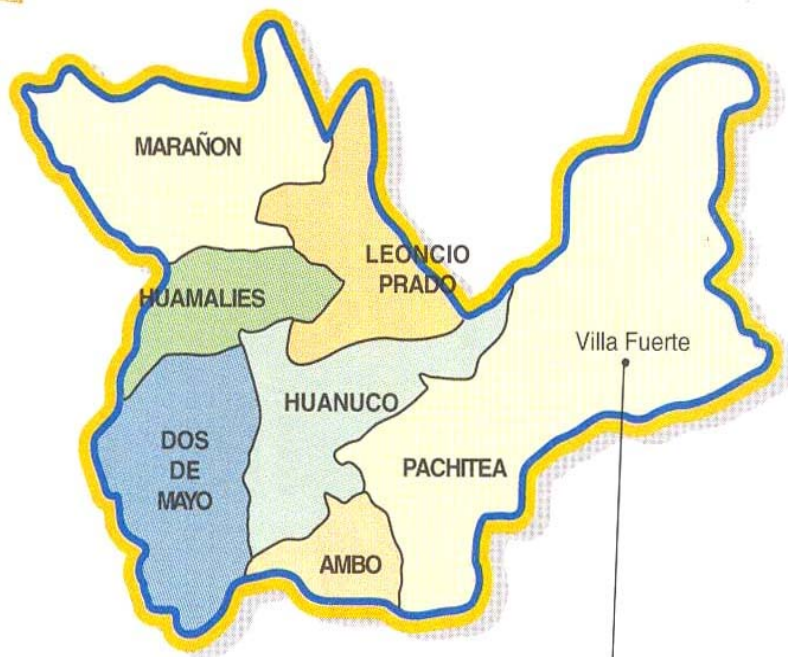 MARAÑON
LEONCIO
PRADO
HUAMALIES
Villa Fuerte
HUANUCO
DOS
DE
MAYO
PACHITEA
AMBO